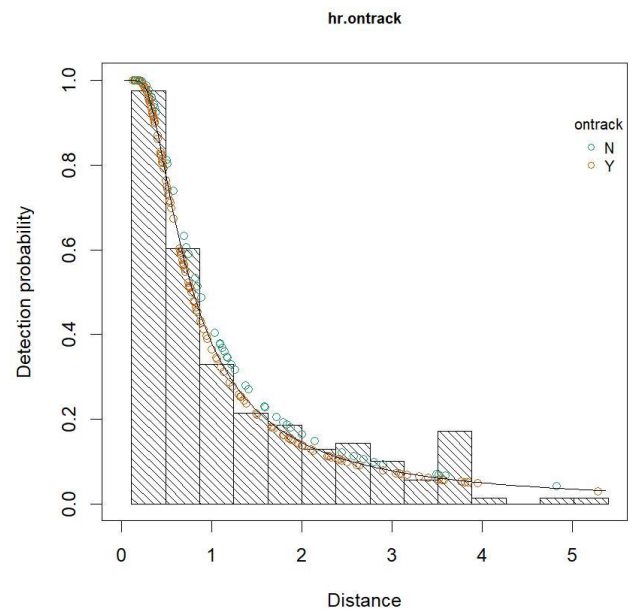 hr.ontrack
1.0
0.8
0.6
0.4
0.2
0.0
Detection probability
ontrack
N
Y
0 1 2 3 4 5
Distance